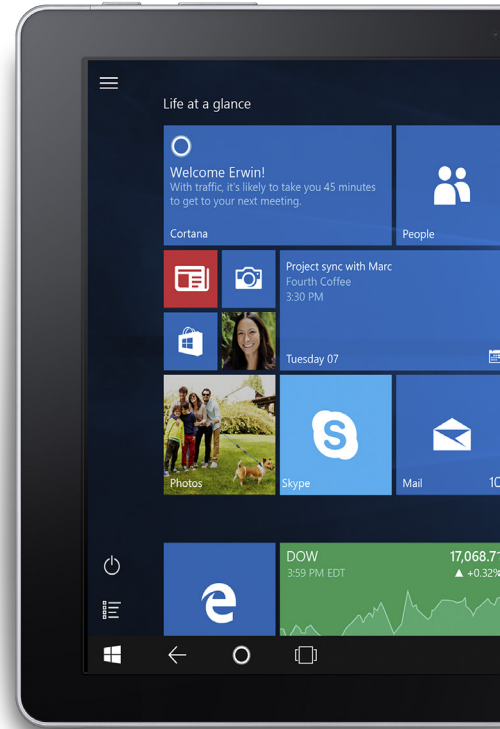 Life at a glance
Welcome Erwin!
With traffic, it's likely to take you 45 minutes
to get to your next meeting.
Cortana
People
Project sync with Marc
Fourth Coffee
3:30 PM
Tuesday 07
Photos
Skype
Mail
10
DOW
17,068.71
3:59 PM EDT
▲ +0.32%